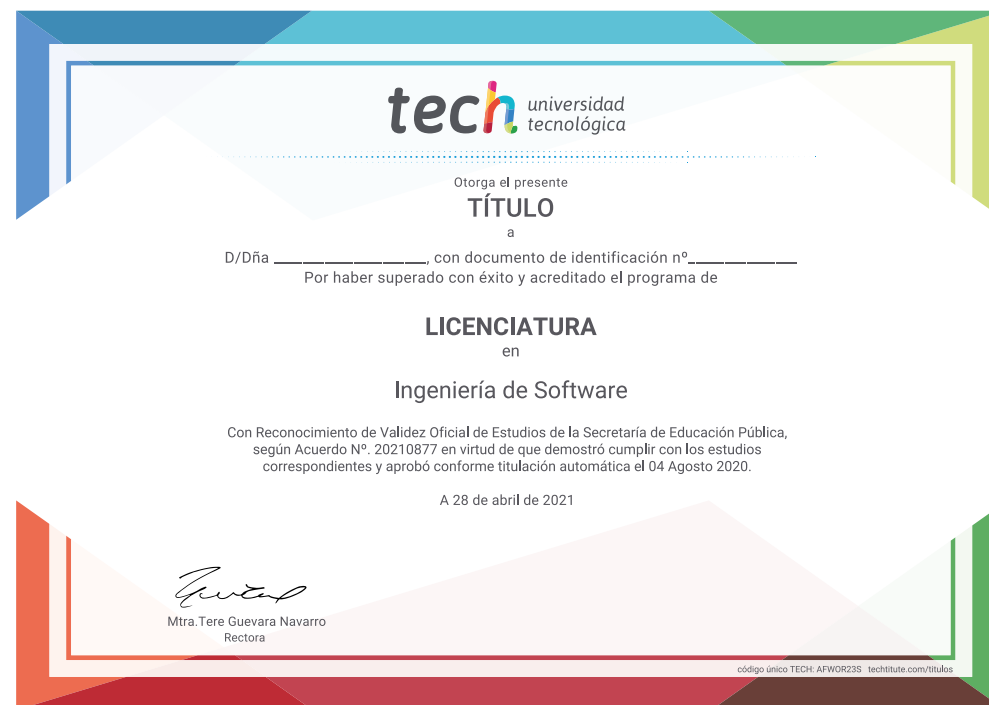 tech universidad
tecnológica
Otorga el presente
TÍTULO
a
D/Dña ____________________, con documento de identificación nº______________
Por haber superado con éxito y acreditado el programa de
LICENCIATURA
en
Ingeniería de Software
Con Reconocimiento de Validez Oficial de Estudios de la Secretaría de Educación Pública,
según Acuerdo Nº. 20210877 en virtud de que demostró cumplir con los estudios
correspondientes y aprobó conforme titulación automática el 04 Agosto 2020.
A 28 de abril de 2021
Mtra.Tere Guevara Navarro
Rectora
código único TECH: AFWOR23S techtitute.com/titulos